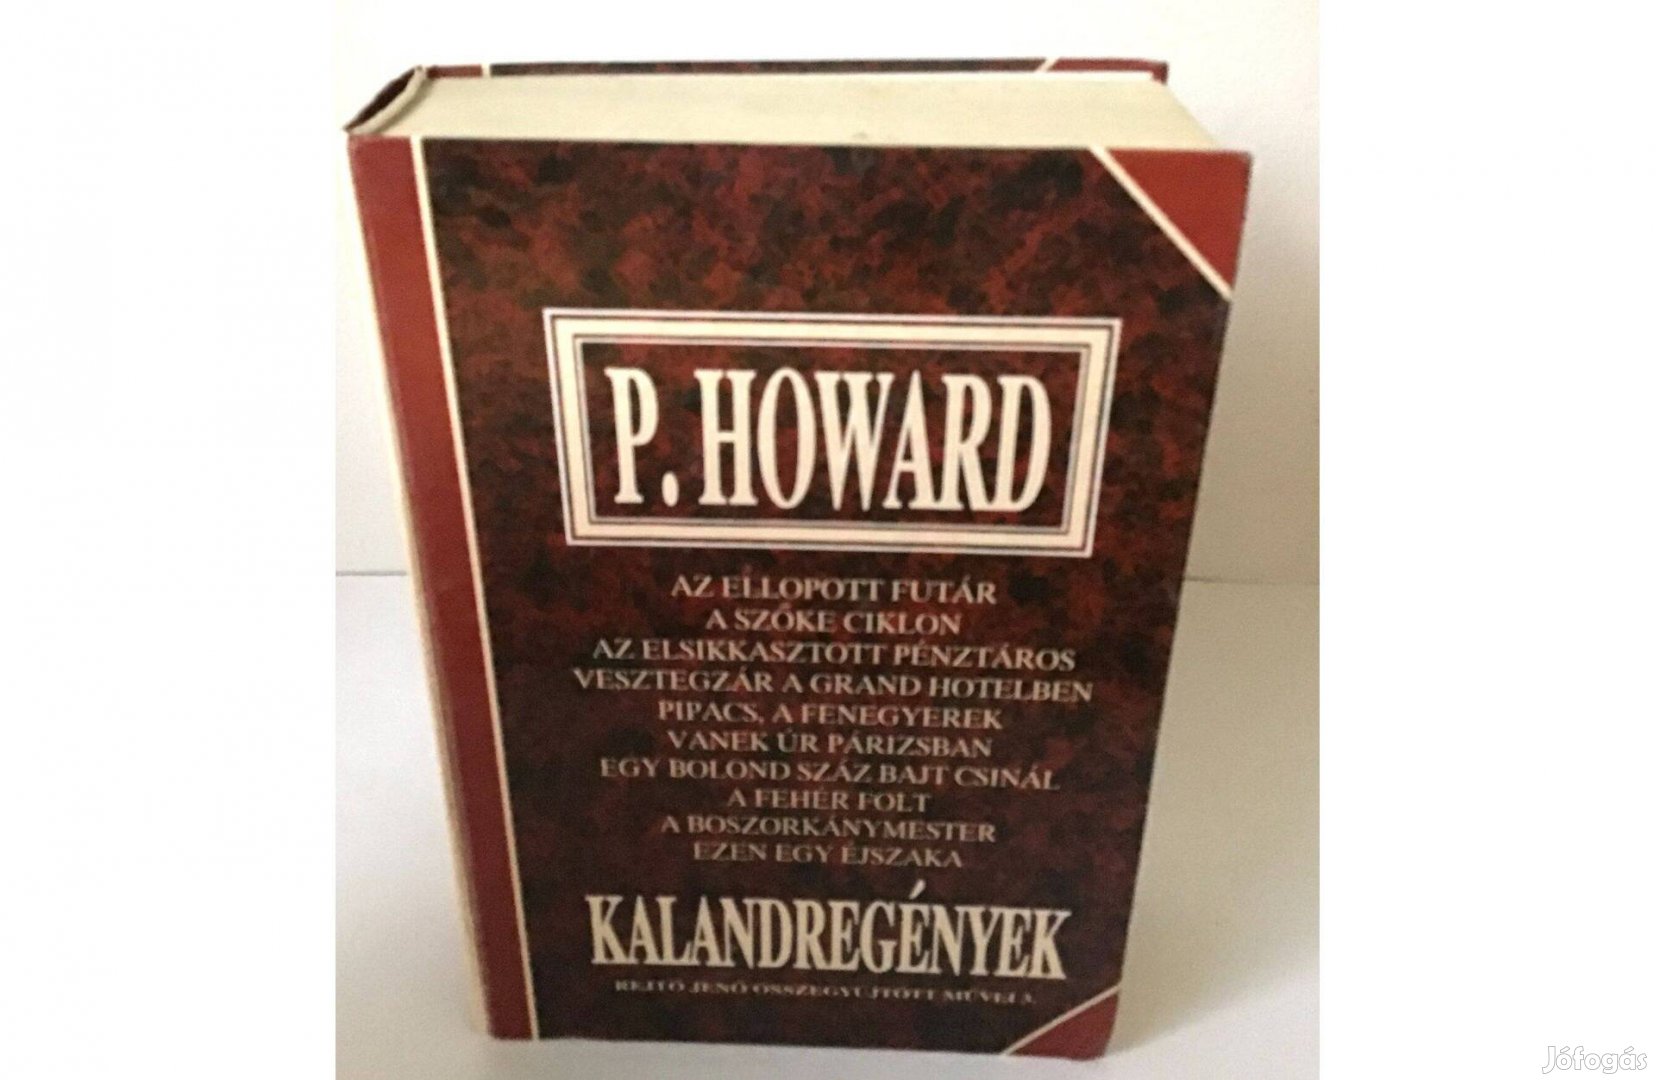 P. HOWARD
AZ ELLOPOTT FUTÁR
A SZŐKE CIKLON
AZ ELSIKKASZTOTT PÉNZTÁROS
VESZTEGZÁR A GRAND HOTELBEN
PIPACS, A FENEGYEREK
VANEK ÚR PÁRIZSBAN
EGY BOLOND SZÁZ BAJT CSINÁL
A FEHÉR FOLT
A BOSZORKÁNYMESTER
EZEN EGY ÉJSZAKA
KALANDREGÉNYEK
REJTŐ JENŐ ÖSSZEGYŰJTÖTT MŰVEI 3.
Jófogás